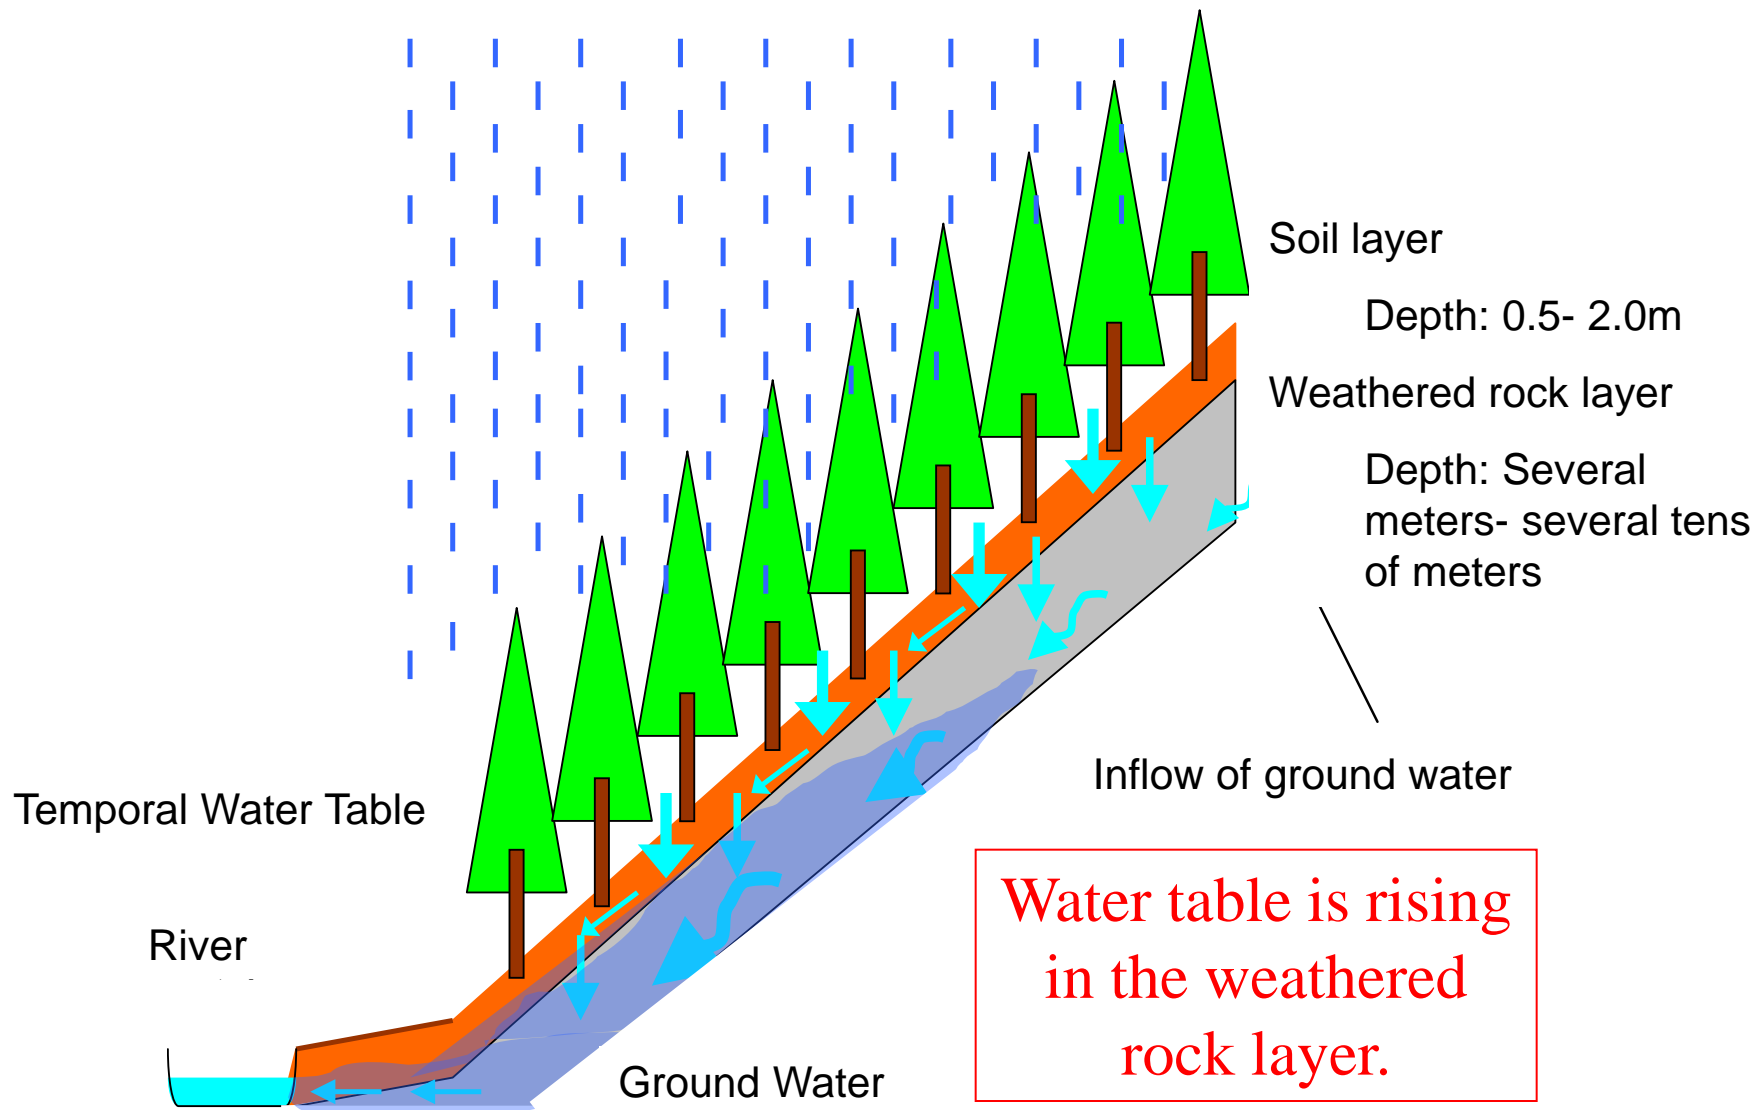 Soil layer
Depth: 0.5- 2.0m
Weathered rock layer
Depth: Several
meters- several tens
of meters
Inflow of ground water
Temporal Water Table
River
Water table is rising
in the weathered
rock layer.
Ground Water